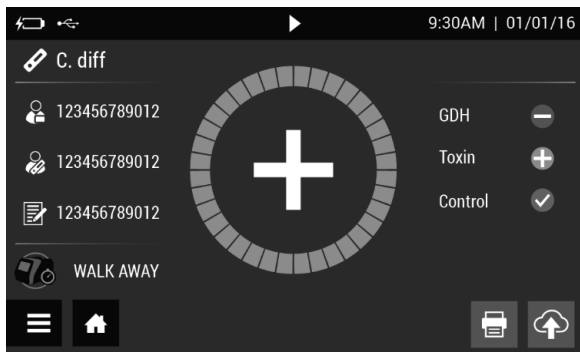 9:30AM | 01/01/16
C. diff
123456789012
123456789012
123456789012
WALK AWAY
GDH
Toxin
Control